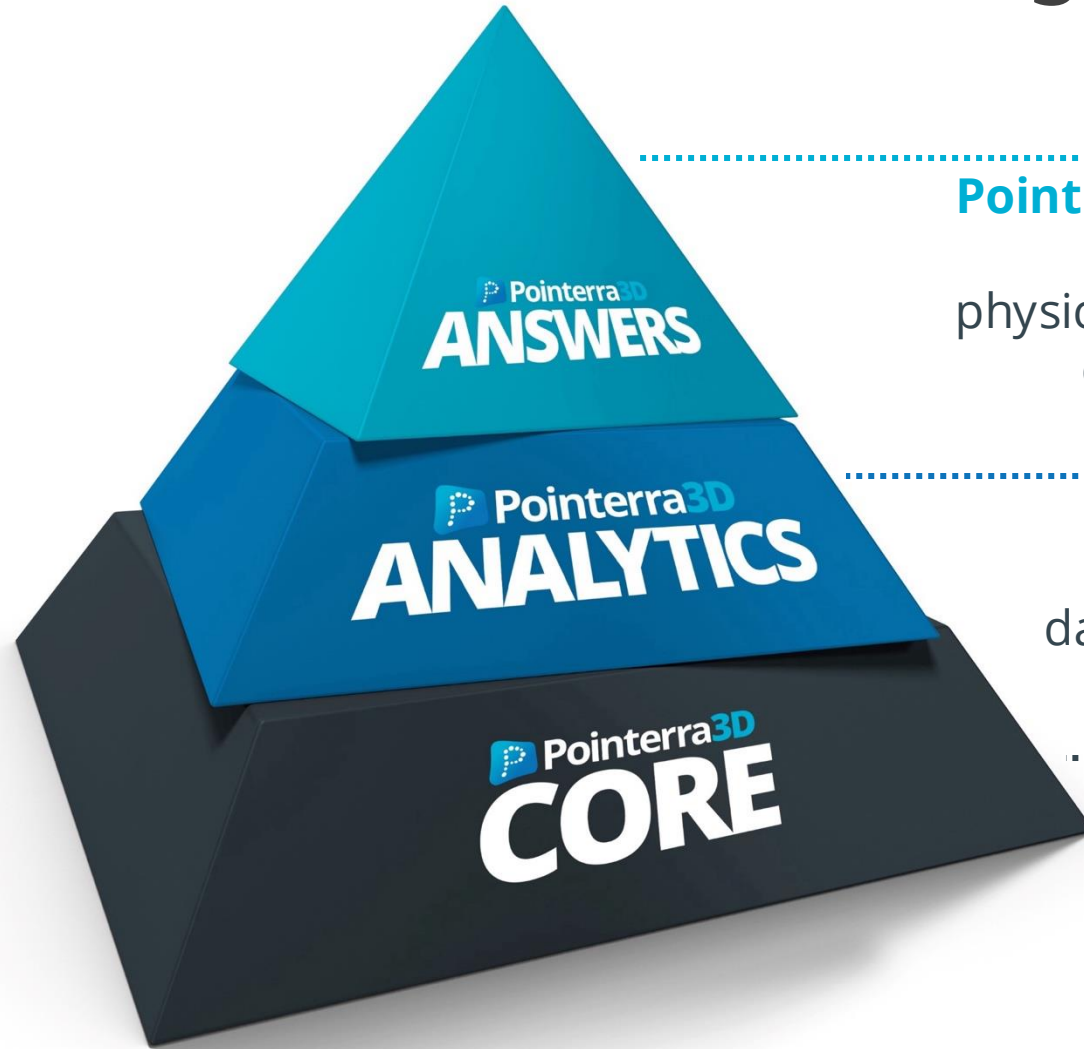 Point
Pointerra3D
ANSWERS
physic
Pointerra3D
ANALYTICS
da
Pointerra3D
CORE